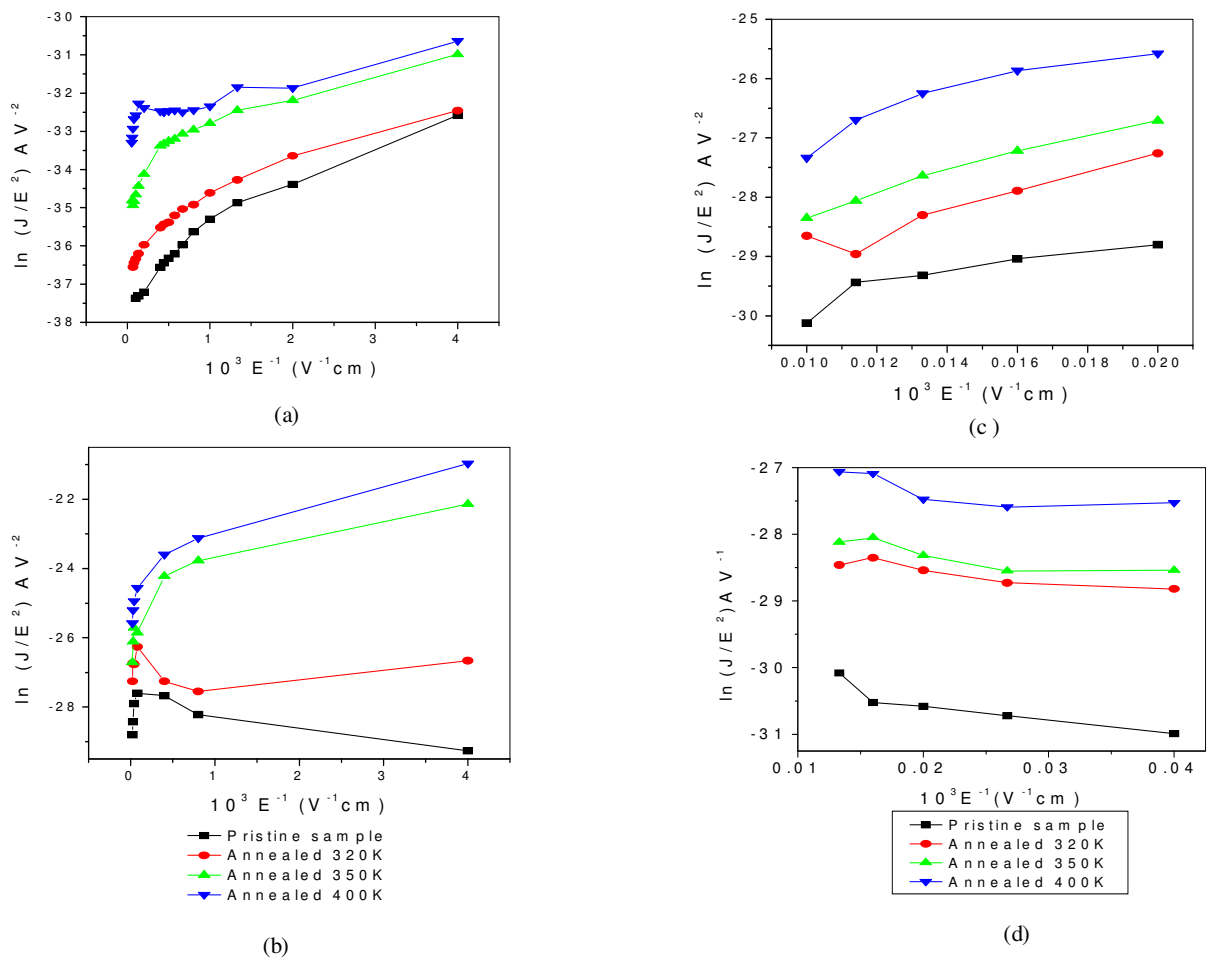 -30
-31
-32
-33
-34
-35
-36
-37
-38
0 1 2 3 4
ln (J/E²) A V⁻²
10³ E⁻¹ (V⁻¹cm)
(a)
-25
-26
-27
-28
-29
-30
0.010 0.012 0.014 0.016 0.018 0.020
ln (J/E²) A V⁻²
10³ E⁻¹ (V⁻¹cm)
(c )
-22
-24
-26
-28
0 1 2 3 4
ln (J/E²) A V⁻²
10³ E⁻¹ (V⁻¹cm)
Pristine sample
Annealed 320K
Annealed 350K
Annealed 400K
(b)
-27
-28
-29
-30
-31
0.01 0.02 0.03 0.04
ln (J/E²)A V⁻¹
10³E⁻¹(V⁻¹cm)
Pristine sample
Annealed 320K
Annealed 350K
Annealed 400K
(d)